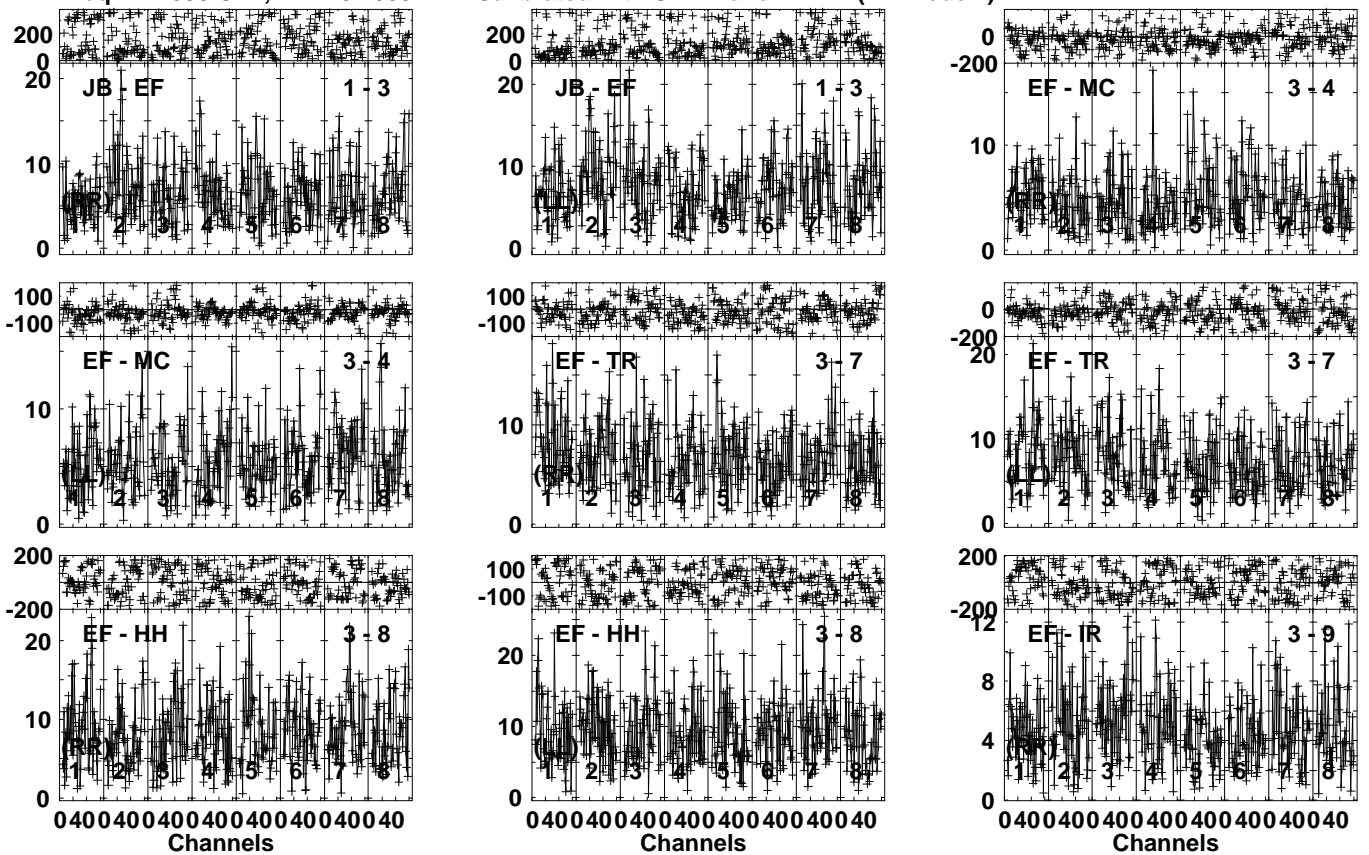 200 200 0
0 0 -200
20 JB - EF 1 - 3 20 JB - EF 1 - 3 EF - MC 3 - 4
10 10 10
(RR) (LL) (RR)
1 2 3 4 5 6 7 8 1 2 3 4 5 6 7 8 1 2 3 4 5 6 7 8
0 0 0
100 100 0
-100 -100 -200
EF - MC 3 - 4 EF - TR 3 - 7 20 EF - TR 3 - 7
10 10 10
(LL) (RR) (LL)
1 2 3 4 5 6 7 8 1 2 3 4 5 6 7 8 1 2 3 4 5 6 7 8
0 0 0
200 100 200
-200 -100 -200
20 EF - HH 3 - 8 20 EF - HH 3 - 8 12 EF - IR 3 - 9
8
10 10 4
(RR) (LL) (RR)
1 2 3 4 5 6 7 8 1 2 3 4 5 6 7 8 1 2 3 4 5 6 7 8
0 0 0
0 40 0 40 0 40 0 40 0 40 0 40 0 40 0 40 0 40 0 40 0 40 0 40 0 40 0 40 0 40 0 40 0 40 0 40 0 40 0 40 0 40 0 40 0 40 0 40
Channels Channels Channels